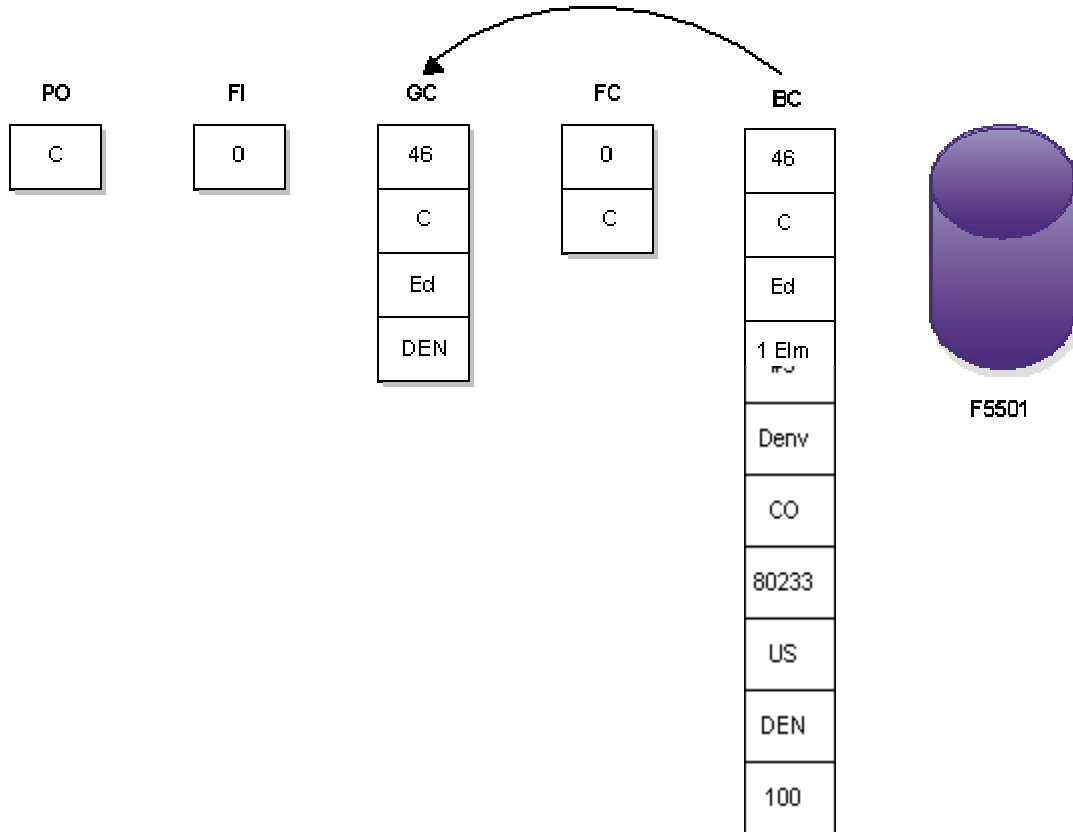 PO FI GC FC BC
C 0 46 0 46
C C C
Ed Ed
DEN 1 Elm
Denv
CO
80233
US
DEN
100
F5501